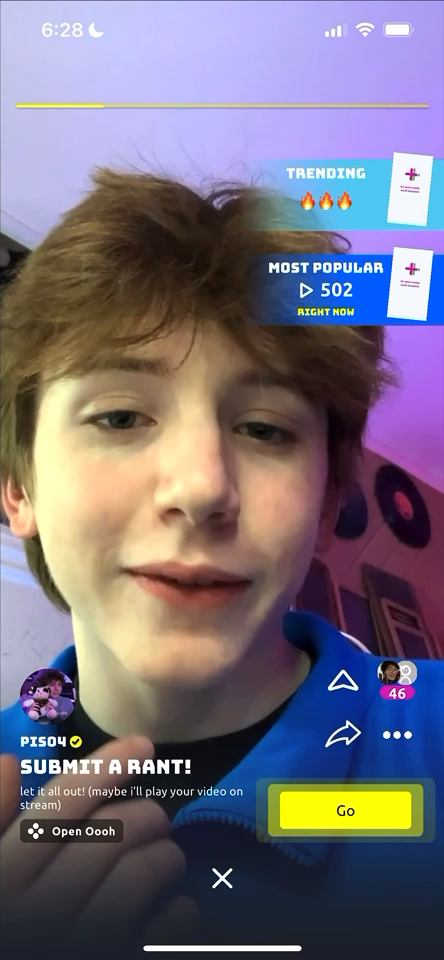 6:28
TRENDING
🔥🔥🔥
MOST POPULAR
502
RIGHT NOW
46
PISO4
SUBMIT A RANT!
let it all out! (maybe i'll play your video on
stream)
Open Oooh
Go